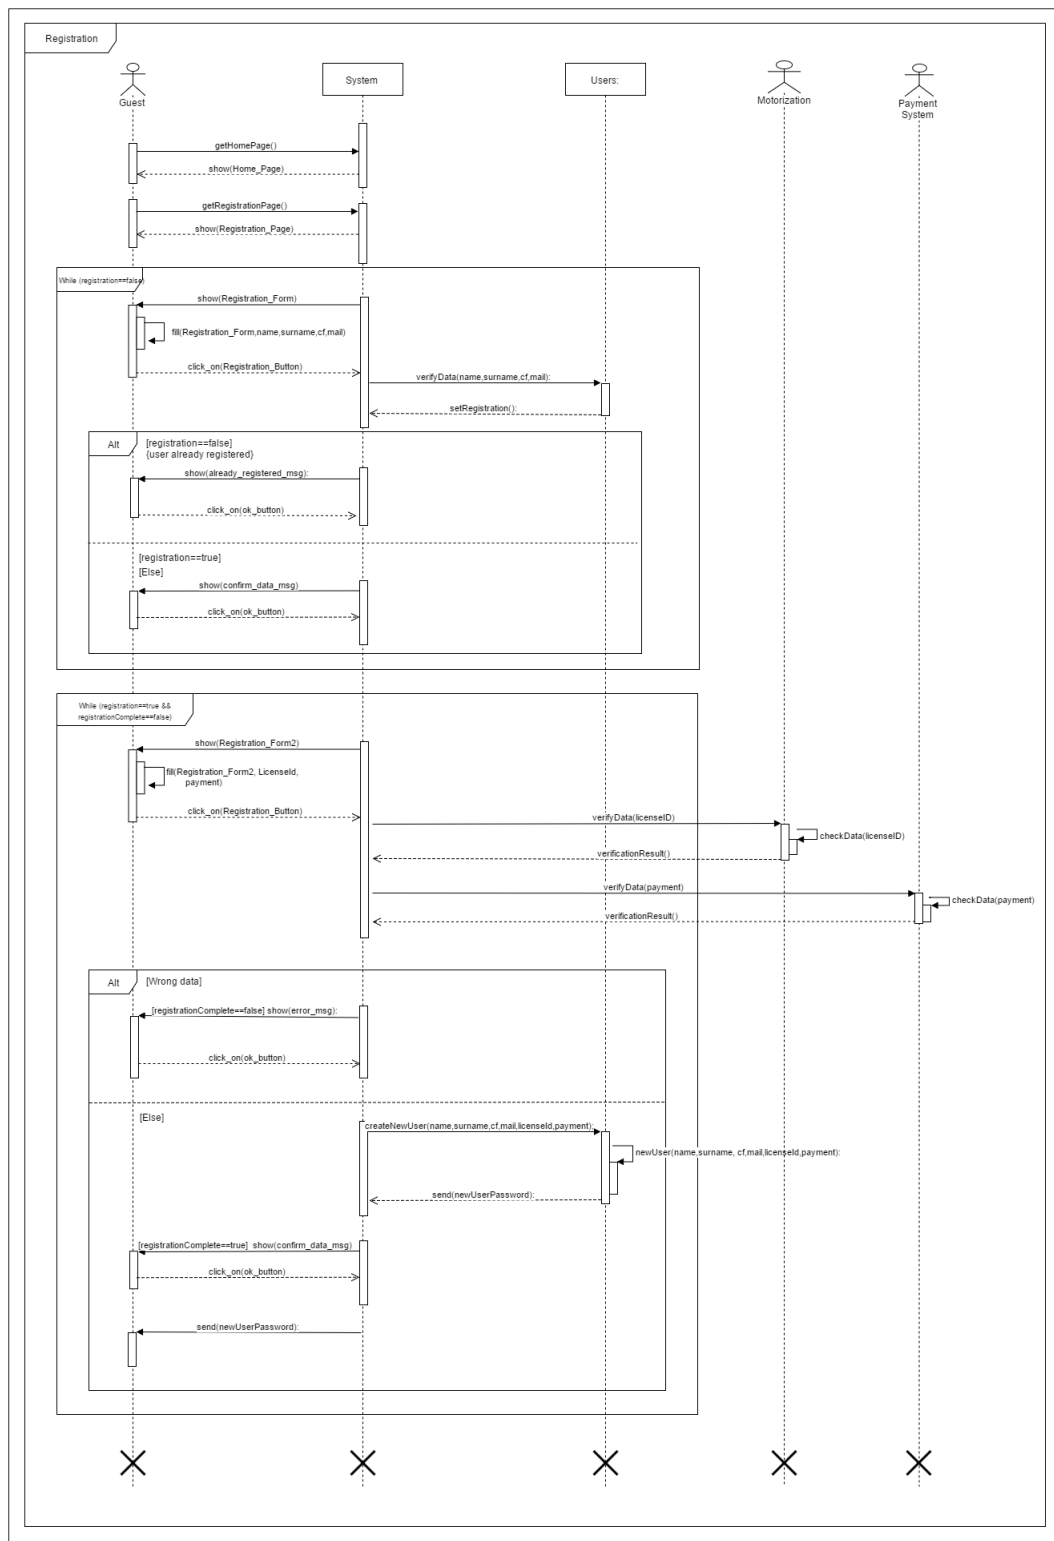 Registration
Guest
System
Users:
Motorization
Payment
System
getHomePage()
show(Home_Page)
getRegistrationPage()
show(Registration_Page)
While (registration==false)
show(Registration_Form)
fill(Registration_Form,name,surname,cf,mail)
click_on(Registration_Button)
verifyData(name,surname,cf,mail):
setRegistration():
Alt
[registration==false]
{user already registered}
show(already_registered_msg):
click_on(ok_button)
[registration==true]
[Else]
show(confirm_data_msg)
click_on(ok_button)
While (registration==true &&
registrationComplete==false)
show(Registration_Form2)
fill(Registration_Form2, LicenseId,
payment)
click_on(Registration_Button)
verifyData(licenseID)
checkData(licenseID)
verificationResult()
verifyData(payment)
checkData(payment)
verificationResult()
Alt
[Wrong data]
[registrationComplete==false] show(error_msg):
click_on(ok_button)
[Else]
createNewUser(name,surname,cf,mail,licenseId,payment):
newUser(name,surname, cf,mail,licenseId,payment):
send(newUserPassword):
[registrationComplete==true] show(confirm_data_msg)
click_on(ok_button)
send(newUserPassword):